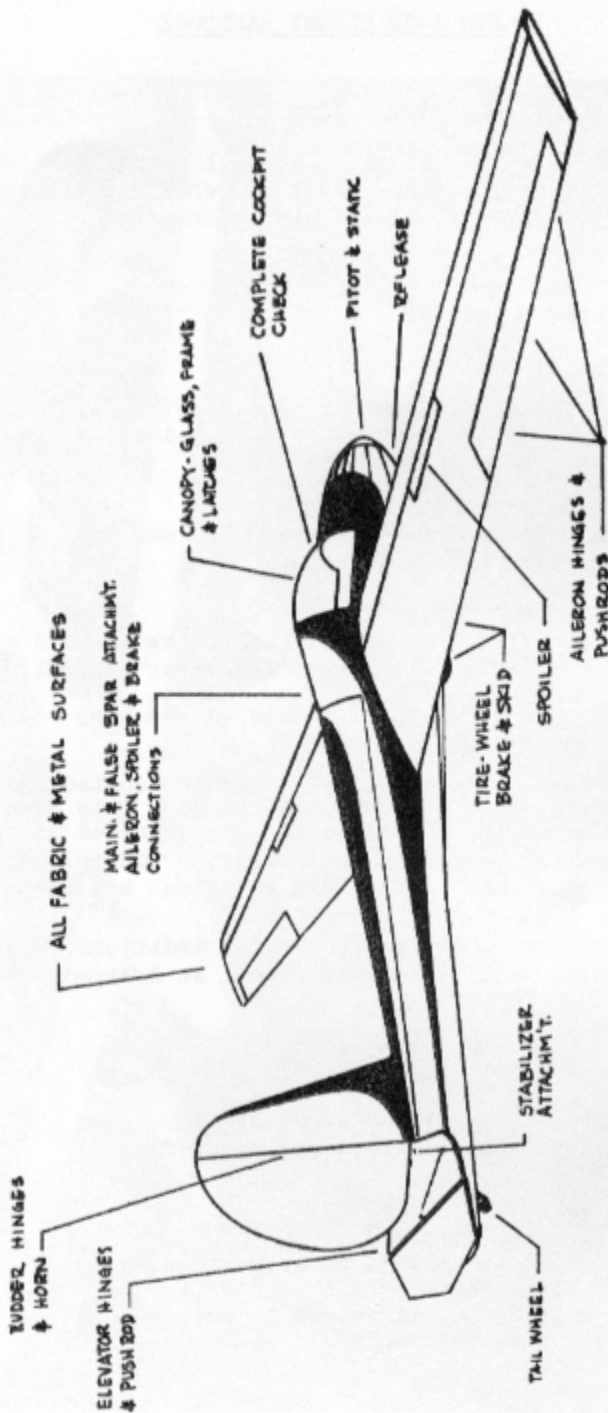 FLIGHT HANDBOOK
RUDDER HINGES
& HORN
ELEVATOR HINGES
& PUSH ROD
ALL FABRIC & METAL SURFACES
MAIN & FALSE SPAR ATTACHM'T.
AILERON, SPOILER & BRAKE
CONNECTIONS
CANOPY- GLASS, FRAME
& LATCHES
COMPLETE COCKPIT
CHECK
PITOT & STATIC
RELEASE
TAIL WHEEL
STABILIZER
ATTACHM'T.
TIRE-WHEEL
BRAKE & SKID
SPOILER
AILERON HINGES &
PUSHRODS